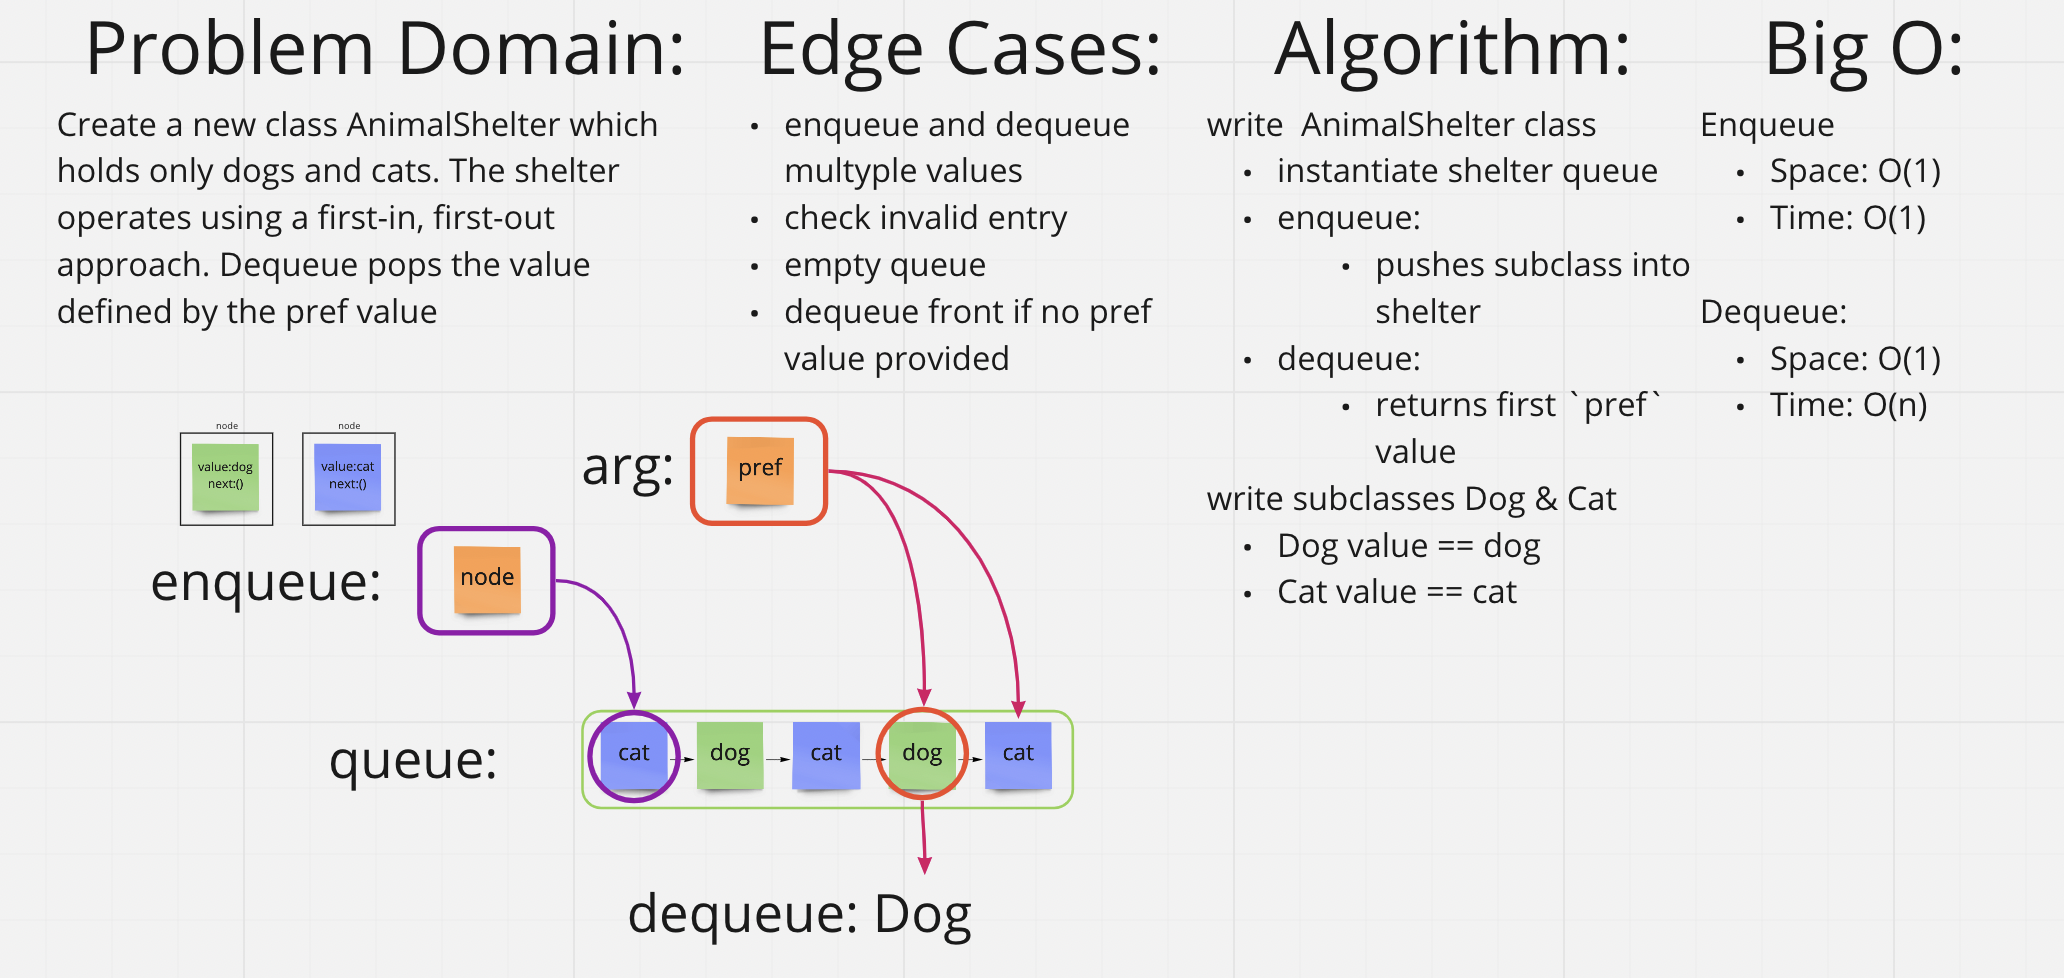 Problem Domain:
Create a new class AnimalShelter which
holds only dogs and cats. The shelter
operates using a first-in, first-out
approach. Dequeue pops the value
defined by the pref value
Edge Cases:
• enqueue and dequeue
multyple values
• check invalid entry
• empty queue
• dequeue front if no pref
value provided
Algorithm:
write  AnimalShelter class
• instantiate shelter queue
• enqueue:
• pushes subclass into
shelter
• dequeue:
• returns first `pref`
value
write subclasses Dog & Cat
• Dog value == dog
• Cat value == cat
Big O:
Enqueue
• Space: O(1)
• Time: O(1)
Dequeue:
• Space: O(1)
• Time: O(n)
node
value:dog
next:()
node
value:cat
next:()
arg:
pref
enqueue:
node
queue:
cat
dog
cat
dog
cat
dequeue: Dog